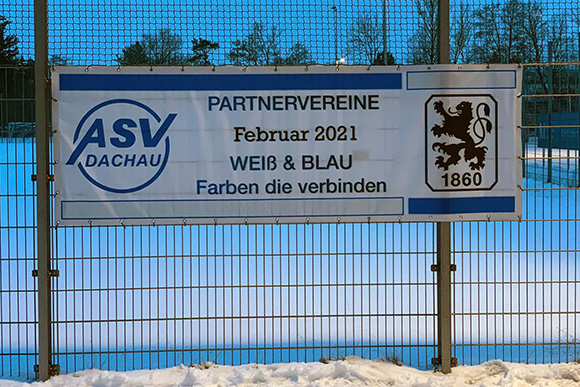 ASV
DACHAU
PARTNERVEREINE
Februar 2021
WEIß & BLAU
Farben die verbinden
1860